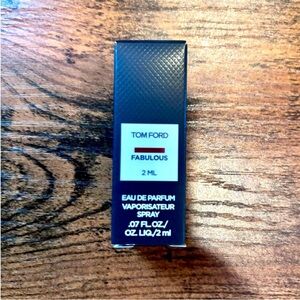 TOM FORD
FABULOUS
2 ML
EAU DE PARFUM
VAPORISATEUR
SPRAY
.07 FL.OZ./
OZ. LIQ./2 ml